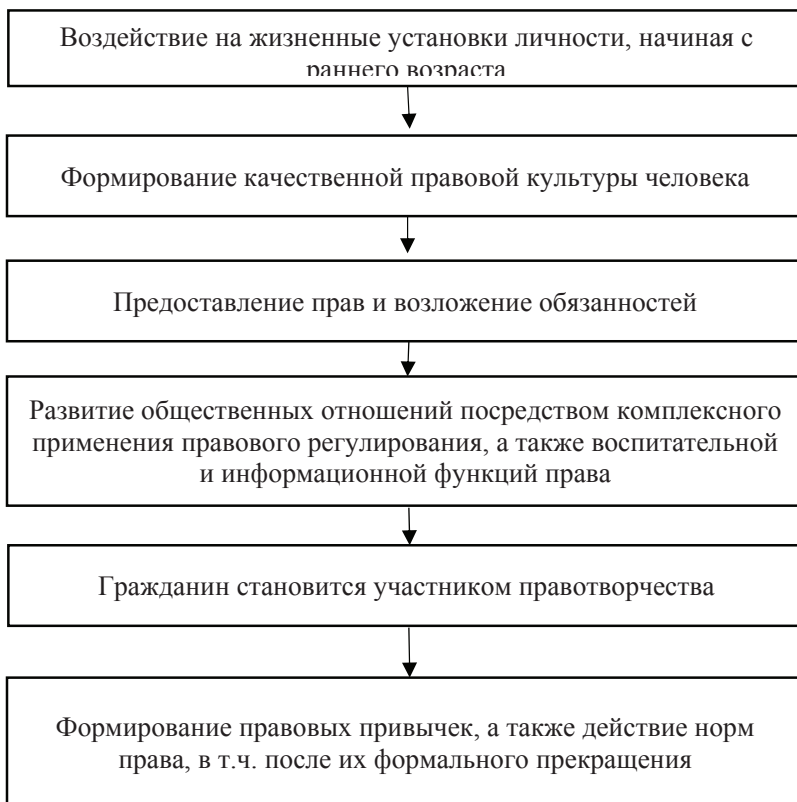 Воздействие на жизненные установки личности, начиная с
раннего возраста
Формирование качественной правовой культуры человека
Предоставление прав и возложение обязанностей
Развитие общественных отношений посредством комплексного
применения правового регулирования, а также воспитательной
и информационной функций права
Гражданин становится участником правотворчества
Формирование правовых привычек, а также действие норм
права, в т.ч. после их формального прекращения